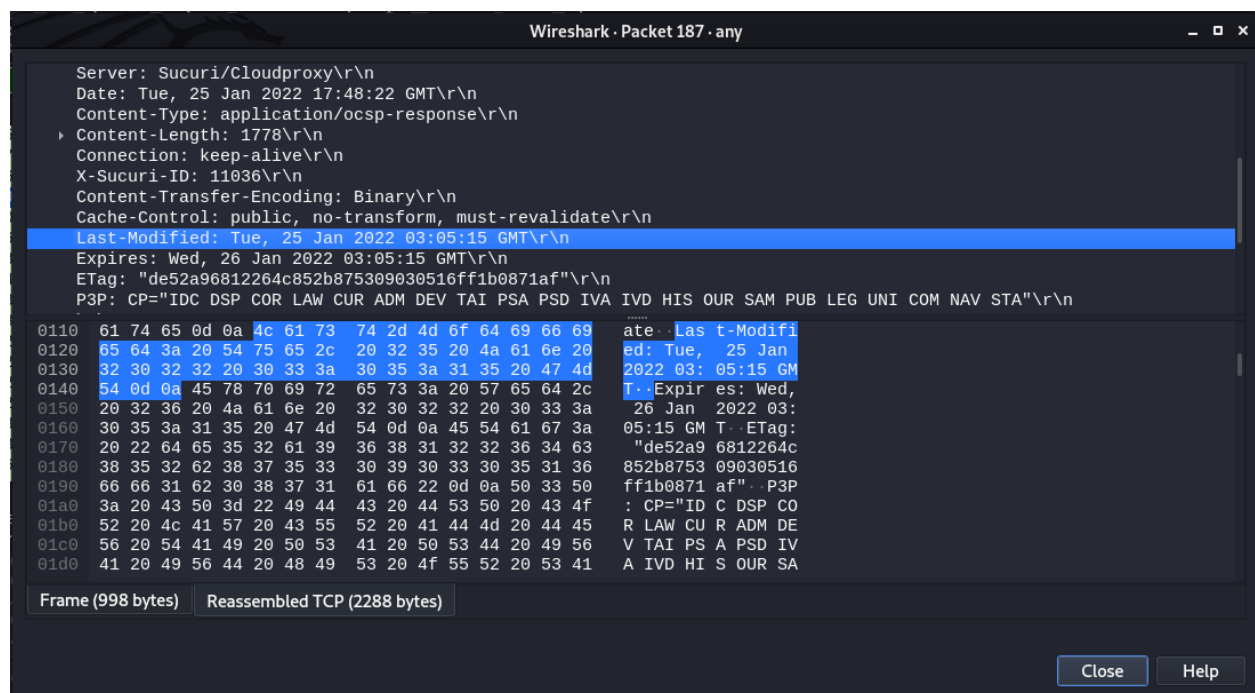 Wireshark · Packet 187 · any
Server: Sucuri/Cloudproxy\r\n
Date: Tue, 25 Jan 2022 17:48:22 GMT\r\n
Content-Type: application/ocsp-response\r\n
Content-Length: 1778\r\n
Connection: keep-alive\r\n
X-Sucuri-ID: 11036\r\n
Content-Transfer-Encoding: Binary\r\n
Cache-Control: public, no-transform, must-revalidate\r\n
Last-Modified: Tue, 25 Jan 2022 03:05:15 GMT\r\n
Expires: Wed, 26 Jan 2022 03:05:15 GMT\r\n
ETag: "de52a96812264c852b875309030516ff1b0871af"\r\n
P3P: CP="IDC DSP COR LAW CUR ADM DEV TAI PSA PSD IVA IVD HIS OUR SAM PUB LEG UNI COM NAV STA"\r\n
0110 61 74 65 0d 0a 4c 61 73 74 2d 4d 6f 64 69 66 69 ate··Las t-Modifi
0120 65 64 3a 20 54 75 65 2c 20 32 35 20 4a 61 6e 20 ed: Tue, 25 Jan
0130 32 30 32 32 20 30 33 3a 30 35 3a 31 35 20 47 4d 2022 03: 05:15 GM
0140 54 0d 0a 45 78 70 69 72 65 73 3a 20 57 65 64 2c T··Expir es: Wed,
0150 20 32 36 20 4a 61 6e 20 32 30 32 32 20 30 33 3a 26 Jan 2022 03:
0160 30 35 3a 31 35 20 47 4d 54 0d 0a 45 54 61 67 3a 05:15 GM T··ETag:
0170 20 22 64 65 35 32 61 39 36 38 31 32 32 36 34 63 "de52a9 6812264c
0180 38 35 32 62 38 37 35 33 30 39 30 33 30 35 31 36 852b8753 09030516
0190 66 66 31 62 30 38 37 31 61 66 22 0d 0a 50 33 50 ff1b0871 af"··P3P
01a0 3a 20 43 50 3d 22 49 44 43 20 44 53 50 20 43 4f : CP="ID C DSP CO
01b0 52 20 4c 41 57 20 43 55 52 20 41 44 4d 20 44 45 R LAW CU R ADM DE
01c0 56 20 54 41 49 20 50 53 41 20 50 53 44 20 49 56 V TAI PS A PSD IV
01d0 41 20 49 56 44 20 48 49 53 20 4f 55 52 20 53 41 A IVD HI S OUR SA
Frame (998 bytes) Reassembled TCP (2288 bytes)
Close Help